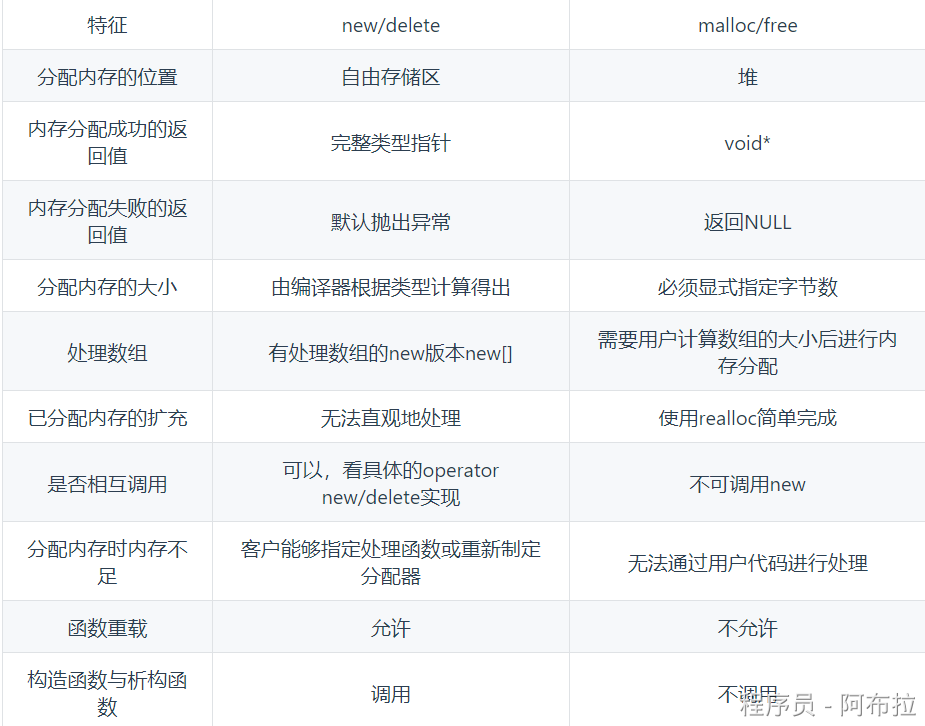 特征
new/delete
malloc/free
分配内存的位置
自由存储区
堆
内存分配成功的返
回值
完整类型指针
void*
内存分配失败的返
回值
默认抛出异常
返回NULL
分配内存的大小
由编译器根据类型计算得出
必须显式指定字节数
处理数组
有处理数组的new版本new[]
需要用户计算数组的大小后进行内
存分配
已分配内存的扩充
无法直观地处理
使用realloc简单完成
是否相互调用
可以，看具体的operator
new/delete实现
不可调用new
分配内存时内存不
足
客户能够指定处理函数或重新制定
分配器
无法通过用户代码进行处理
函数重载
允许
不允许
构造函数与析构函
数
调用
不调用
程序员 - 阿布拉